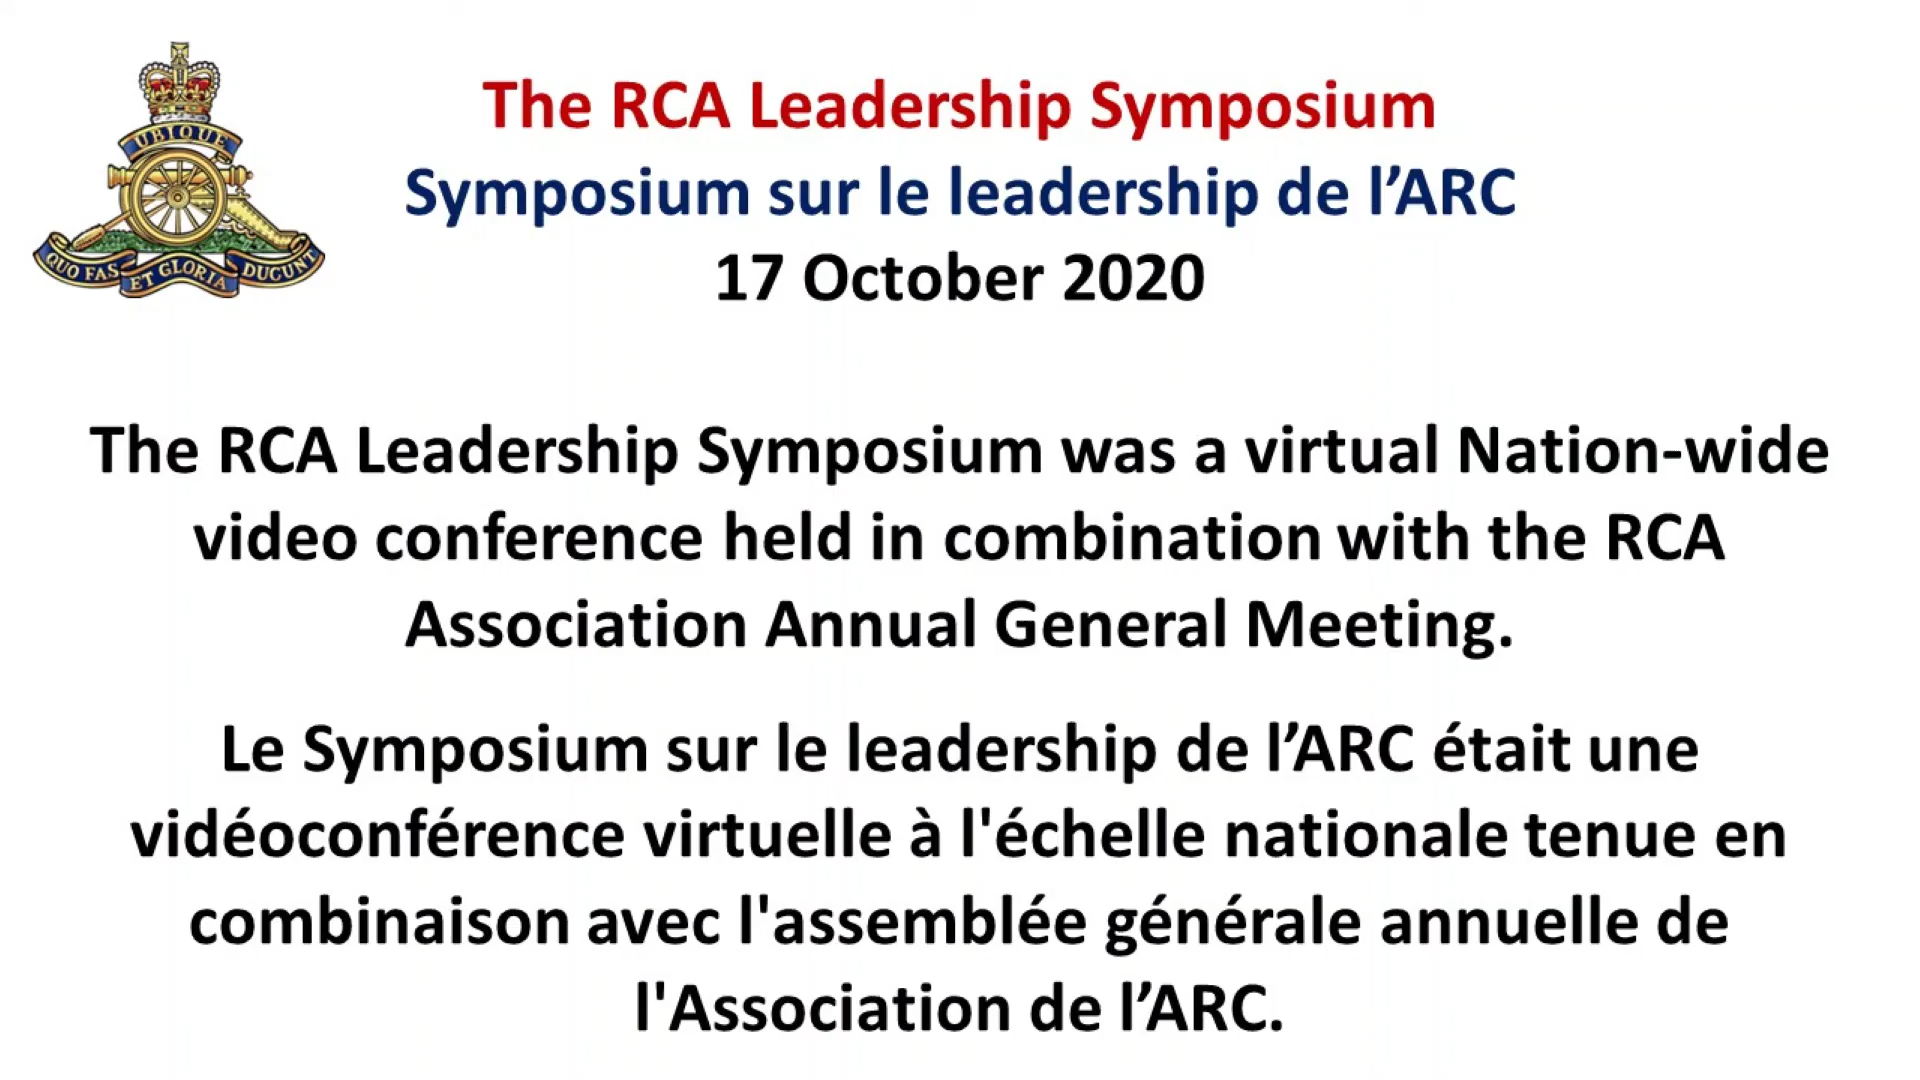 UBIQUE
QUO FAS ET GLORIA DUCUNT
The RCA Leadership Symposium
Symposium sur le leadership de l’ARC
17 October 2020
The RCA Leadership Symposium was a virtual Nation-wide
video conference held in combination with the RCA
Association Annual General Meeting.
Le Symposium sur le leadership de l’ARC était une
vidéoconférence virtuelle à l'échelle nationale tenue en
combinaison avec l'assemblée générale annuelle de
l'Association de l’ARC.